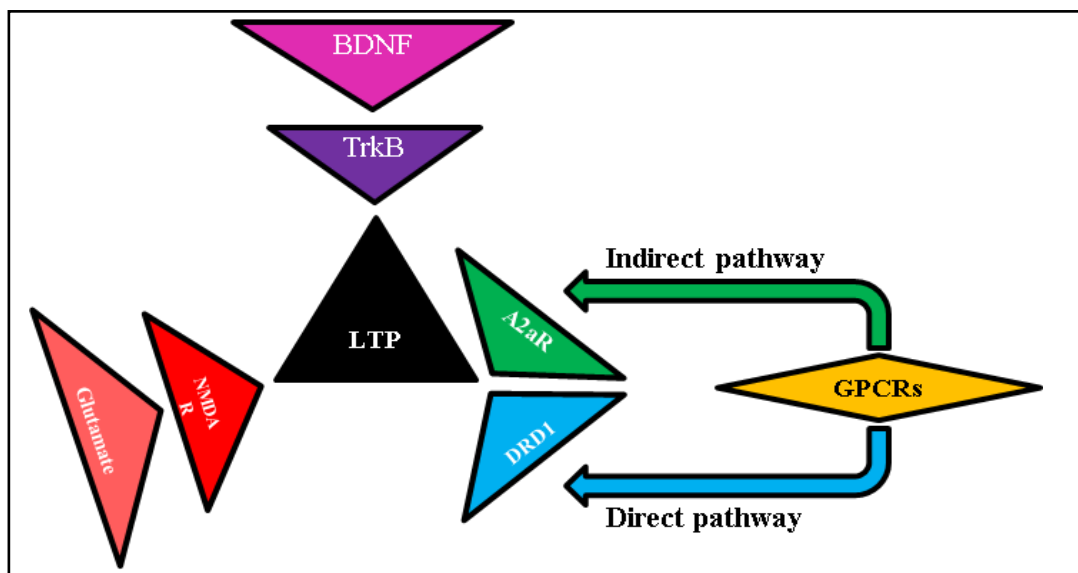 BDNF
TrkB
Indirect pathway
A2aR
LTP
NMDA
R
Glutamate
GPCRs
DRD1
Direct pathway